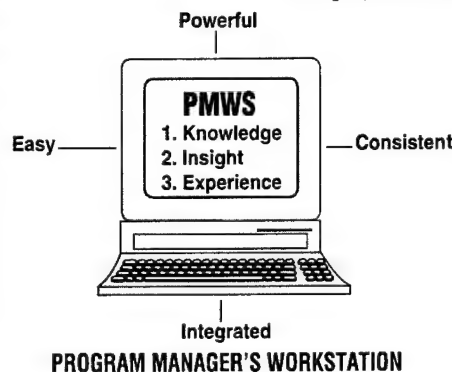 Powerful
PMWS
1. Knowledge
Easy
2. Insight
Consistent
3. Experience
Integrated
PROGRAM MANAGER'S WORKSTATION